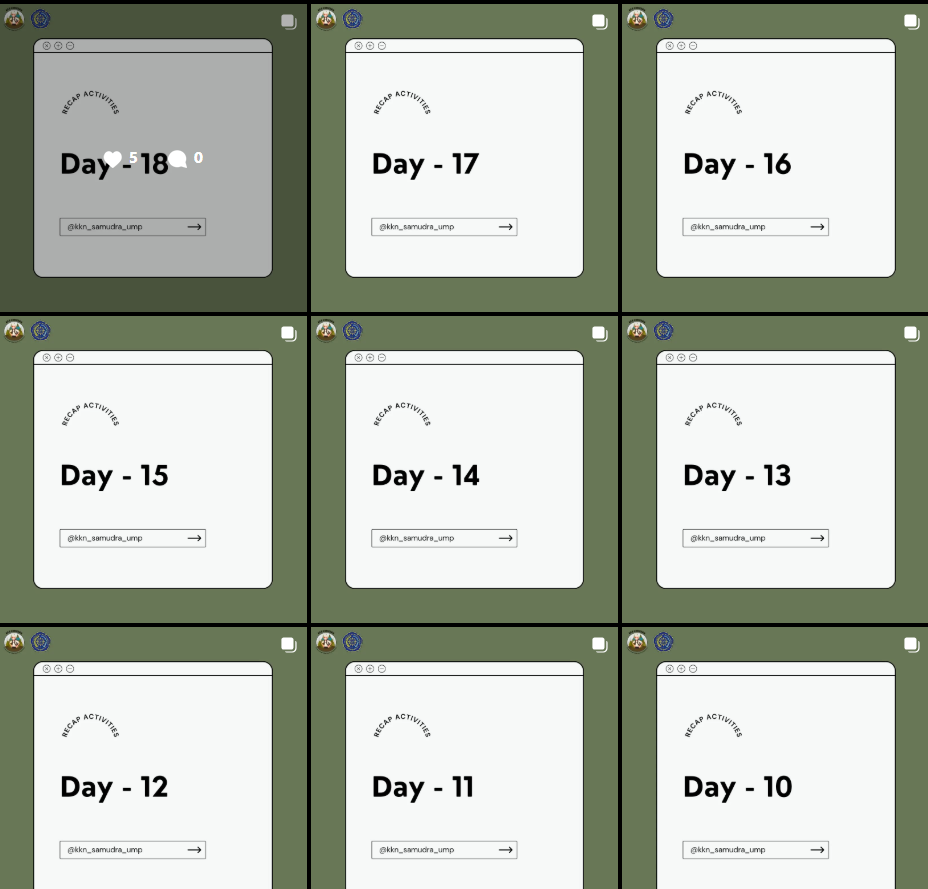 RECAP ACTIVITIES
Day - 18
5 0
@kkn_samudra_ump
RECAP ACTIVITIES
Day - 17
@kkn_samudra_ump
RECAP ACTIVITIES
Day - 16
@kkn_samudra_ump
RECAP ACTIVITIES
Day - 15
@kkn_samudra_ump
RECAP ACTIVITIES
Day - 14
@kkn_samudra_ump
RECAP ACTIVITIES
Day - 13
@kkn_samudra_ump
RECAP ACTIVITIES
Day - 12
@kkn_samudra_ump
RECAP ACTIVITIES
Day - 11
@kkn_samudra_ump
RECAP ACTIVITIES
Day - 10
@kkn_samudra_ump